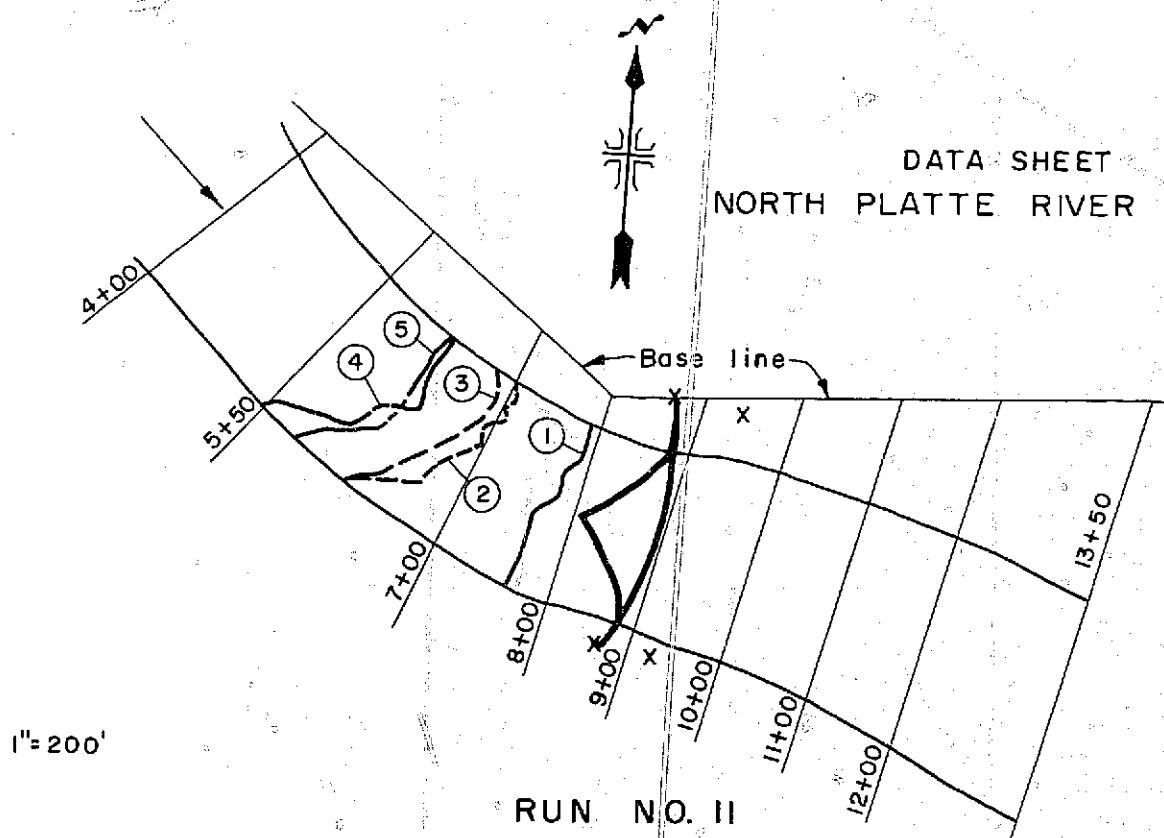 N
DATA SHEET
NORTH PLATTE RIVER
4+00
5
Base line
4
3
5+50
1
2
13+50
7+00
8+00
9+00
10+00
11+00
12+00
1"=200'
RUN NO. 11
X
X
X
X